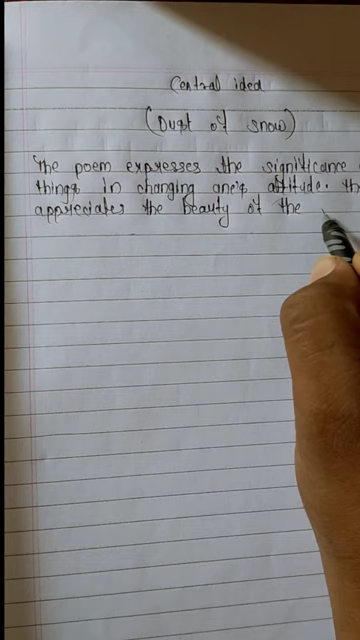 Central idea
(Dust of snow)
The poem expresses the significance
things in changing one's attitude. Th
appreciates the beauty of the